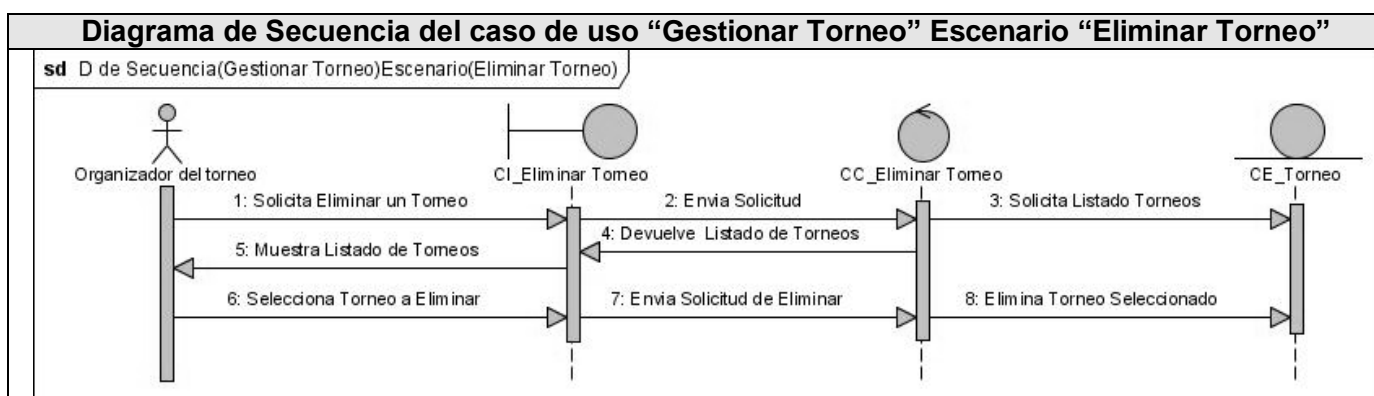 Diagrama de Secuencia del caso de uso “Gestionar Torneo” Escenario “Eliminar Torneo”
sd D de Secuencia(Gestionar Torneo)Escenario(Eliminar Torneo)
Organizador del torneo
CI_Eliminar Torneo
CC_Eliminar Torneo
CE_Torneo
1: Solicita Eliminar un Torneo
2: Envia Solicitud
3: Solicita Listado Torneos
4: Devuelve Listado de Torneos
5: Muestra Listado de Torneos
6: Selecciona Torneo a Eliminar
7: Envia Solicitud de Eliminar
8: Elimina Torneo Seleccionado